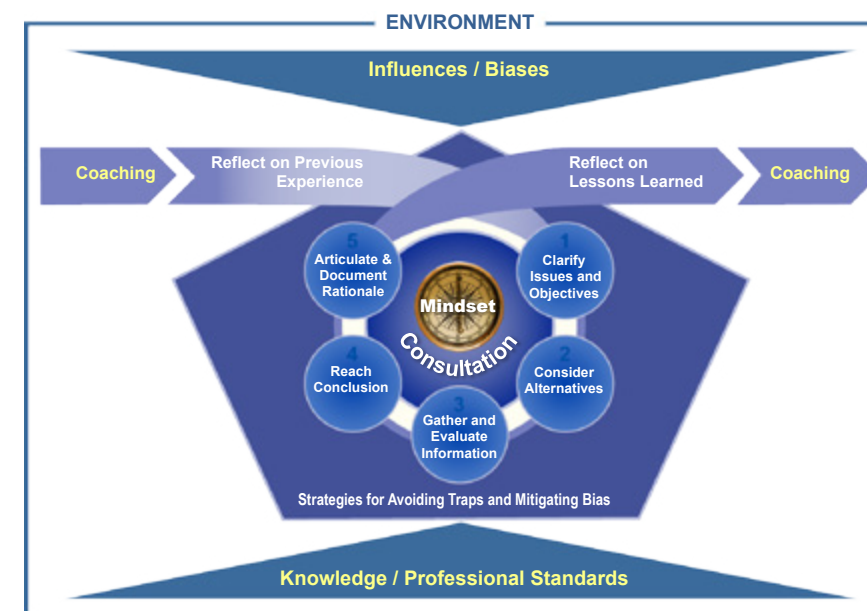 ENVIRONMENT
Influences / Biases
Coaching
Reflect on Previous
Experience
Reflect on
Lessons Learned
Coaching
5
Articulate &
Document
Rationale
1
Clarify
Issues and
Objectives
Mindset
Consultation
4
Reach
Conclusion
2
Consider
Alternatives
3
Gather and
Evaluate
Information
Strategies for Avoiding Traps and Mitigating Bias
Knowledge / Professional Standards